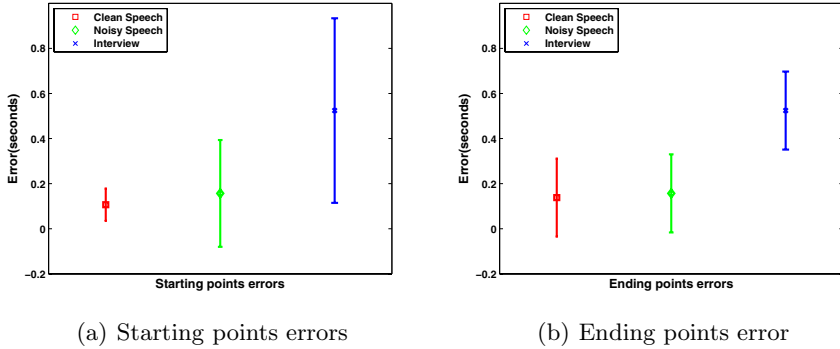 Clean Speech
Noisy Speech
Interview
0.8
0.6
0.4
0.2
0
−0.2
Error(seconds)
Starting points errors
(a) Starting points errors
Clean Speech
Noisy Speech
Interview
0.8
0.6
0.4
0.2
0
−0.2
Error(seconds)
Ending points errors
(b) Ending points error